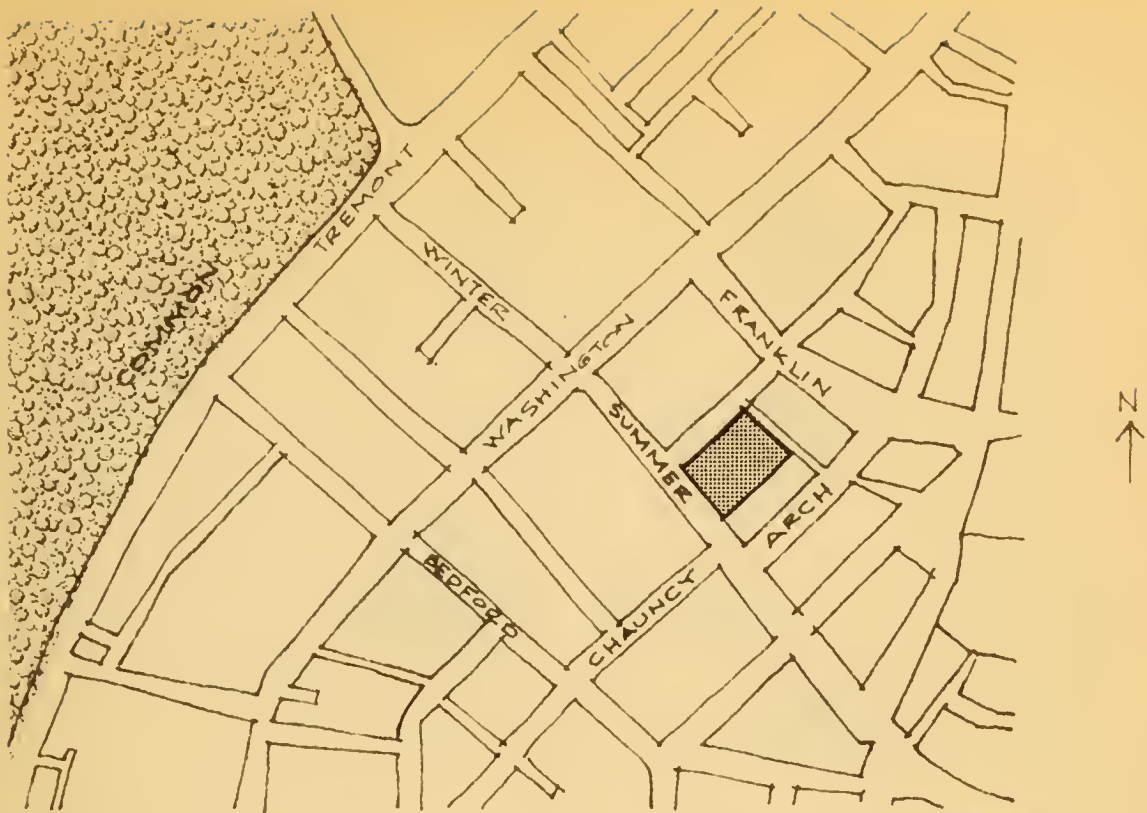 TREMONT
COMMON
WINTER
WASHINGTON
FRANKLIN
SUMMER
ARCH
BEDFORD
CHAUNCY
N